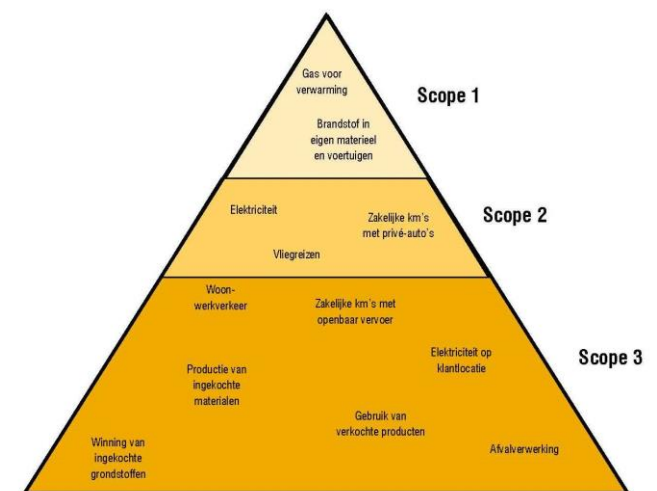 Gas voor
verwarming
Scope 1
Brandstof in
eigen materieel
en voertuigen
Elektriciteit
Zakelijke km's
met privé-auto's
Scope 2
Vliegreizen
Woon-
werkverkeer
Zakelijke km's met
openbaar vervoer
Elektriciteit op
klantlocatie
Scope 3
Productie van
ingekochte
materialen
Gebruik van
verkochte producten
Winning van
ingekochte
grondstoffen
Afvalverwerking